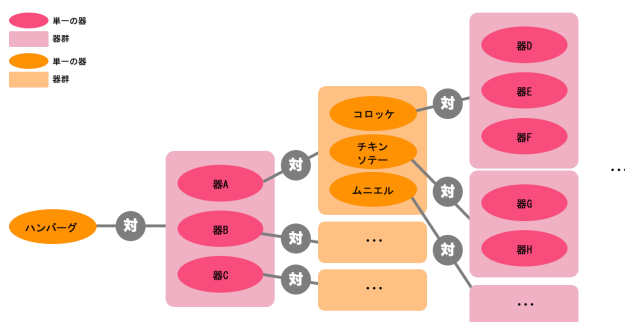 単一の器
器群
単一の器
器群
ハンバーグ
対
器A
器B
器C
対
対
対
コロッケ
チキン
ソテー
ムニエル
…
…
対
対
対
器D
器E
器F
器G
器H
…
…